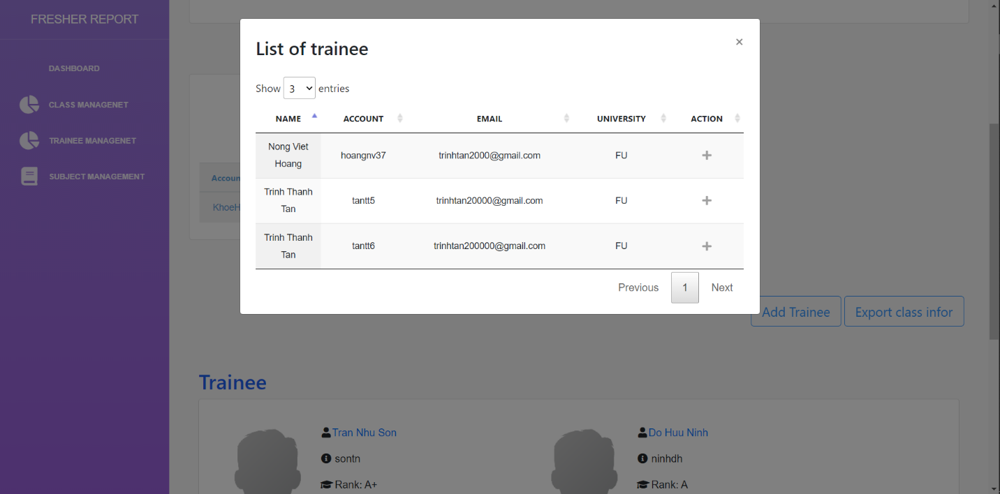 FRESHER REPORT
DASHBOARD
CLASS MANAGENET
TRAINEE MANAGENET
SUBJECT MANAGEMENT
List of trainee
×
Show 3 entries
NAME ACCOUNT EMAIL UNIVERSITY ACTION
Nong Viet
Hoang
hoangnv37 trinhtan2000@gmail.com FU
Trinh Thanh
Tan
tantt5 trinhtan20000@gmail.com FU
Trinh Thanh
Tan
tantt6 trinhtan200000@gmail.com FU
Previous 1 Next
Accoun
KhoeH
Add Trainee Export class infor
Trainee
Tran Nhu Son
sontn
Rank: A+
Do Huu Ninh
ninhdh
Rank: A